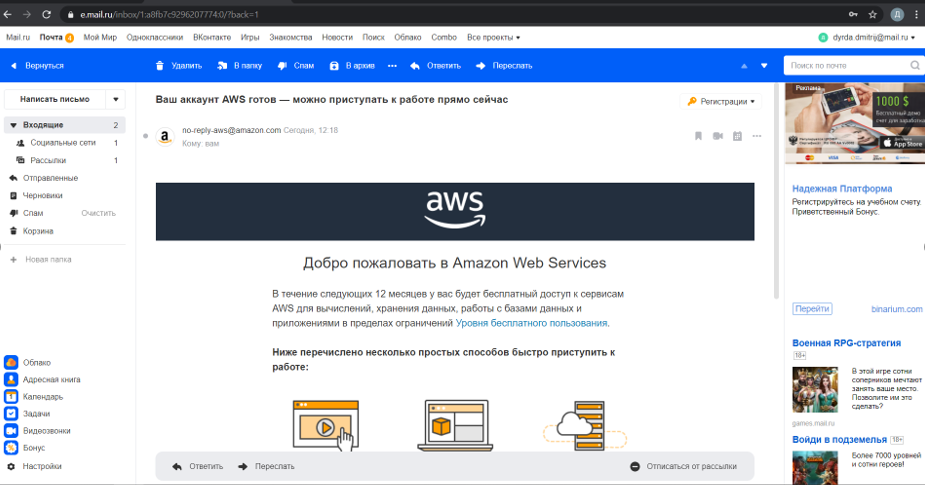 e.mail.ru/inbox/1:a8fb7c9296207774:0/?back=1
Д
Mail.ru Почта 4 Мой Мир Одноклассники ВКонтакте Игры Знакомства Новости Поиск Облако Combo Все проекты
dyrda.dmitrij@mail.ru
Вернуться Удалить В папку Спам В архив Ответить Переслать
Поиск по почте
Написать письмо
Входящие 2
Социальные сети 1
Рассылки 1
Отправленные
Черновики
Спам Очистить
Корзина
Новая папка
Облако
Адресная книга
Календарь
Задачи
Видеозвонки
Бонус
Настройки
Ваш аккаунт AWS готов — можно приступать к работе прямо сейчас
Регистрации
a
no-reply-aws@amazon.com Сегодня, 12:18
Кому: вам
aws
Добро пожаловать в Amazon Web Services
В течение следующих 12 месяцев у вас будет бесплатный доступ к сервисам
AWS для вычислений, хранения данных, работы с базами данных и
приложениями в пределах ограничений Уровня бесплатного пользования.
Ниже перечислено несколько простых способов быстро приступить к
работе:
Ответить Переслать Отписаться от рассылки
Реклама
1000 $
Бесплатный демо
счет для заработка
App Store
VISA
Надежная Платформа
Регистрируйтесь на учебном счету.
Приветственный Бонус.
Перейти binarium.com
Военная RPG-стратегия
18+
В этой игре сотни
соперников мечтают
занять ваше место.
Позволите им это
сделать?
games.mail.ru
Войди в подземелья 18+
Более 7000 уровней
и сотни героев!